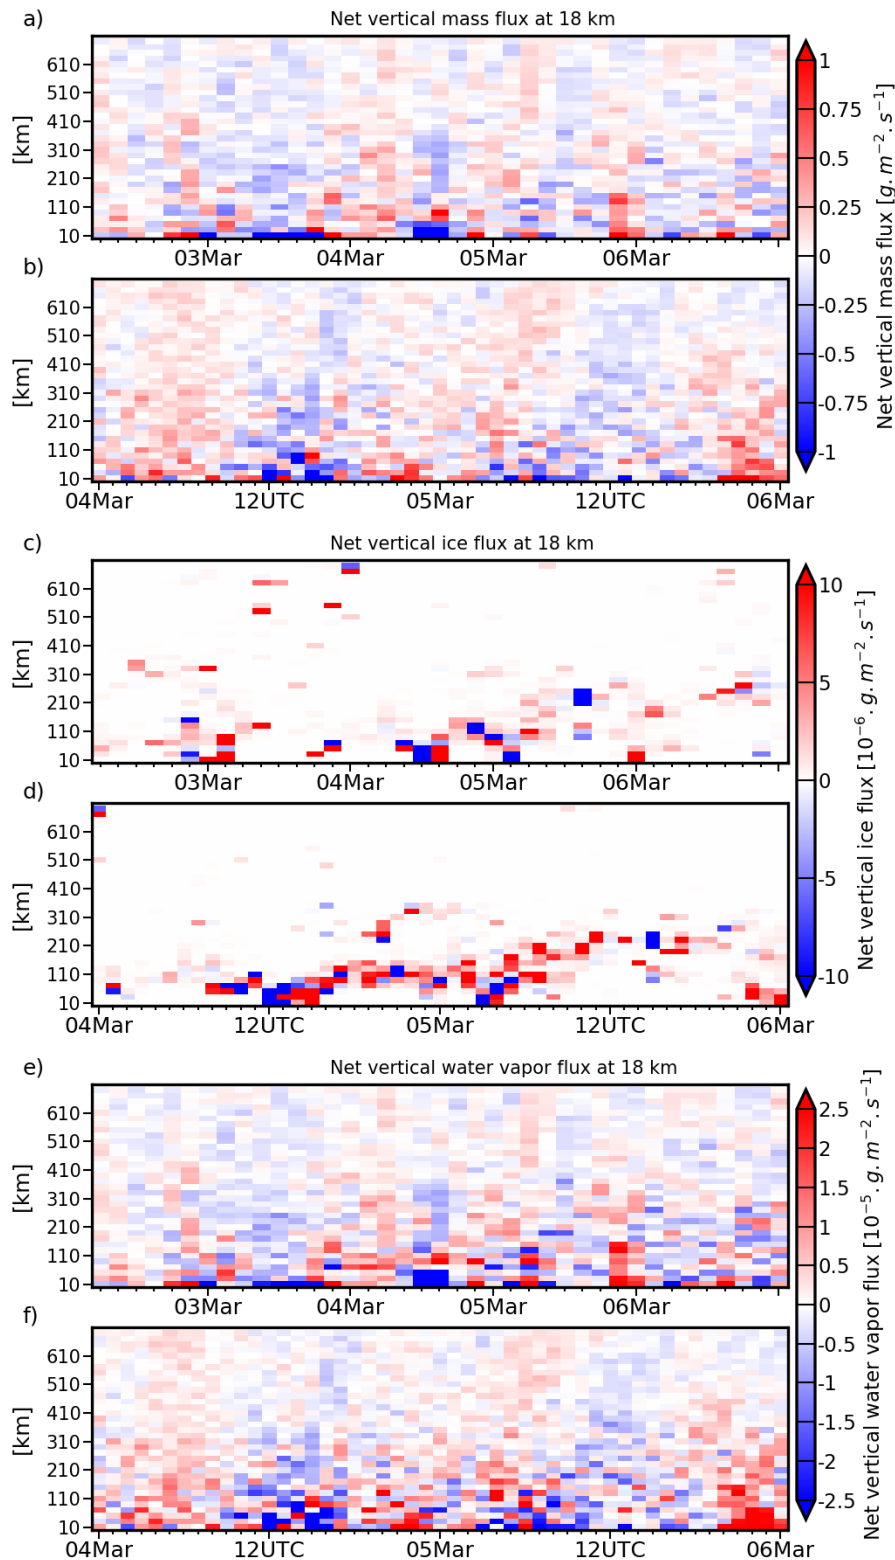 a)
Net vertical mass flux at 18 km
610
510
410
310
210
110
10
[km]
03Mar 04Mar 05Mar 06Mar
b)
610
510
410
310
210
110
10
[km]
04Mar 12UTC 05Mar 12UTC 06Mar
1
0.75
0.5
0.25
0
-0.25
-0.5
-0.75
-1
Net vertical mass flux [g.m⁻².s⁻¹]
c)
Net vertical ice flux at 18 km
610
510
410
310
210
110
10
[km]
03Mar 04Mar 05Mar 06Mar
d)
610
510
410
310
210
110
10
[km]
04Mar 12UTC 05Mar 12UTC 06Mar
10
5
0
-5
-10
Net vertical ice flux [10⁻⁶.g.m⁻².s⁻¹]
e)
Net vertical water vapor flux at 18 km
610
510
410
310
210
110
10
[km]
03Mar 04Mar 05Mar 06Mar
f)
610
510
410
310
210
110
10
[km]
04Mar 12UTC 05Mar 12UTC 06Mar
2.5
2
1.5
1
0.5
0
-0.5
-1
-1.5
-2
-2.5
Net vertical water vapor flux [10⁻⁵.g.m⁻².s⁻¹]